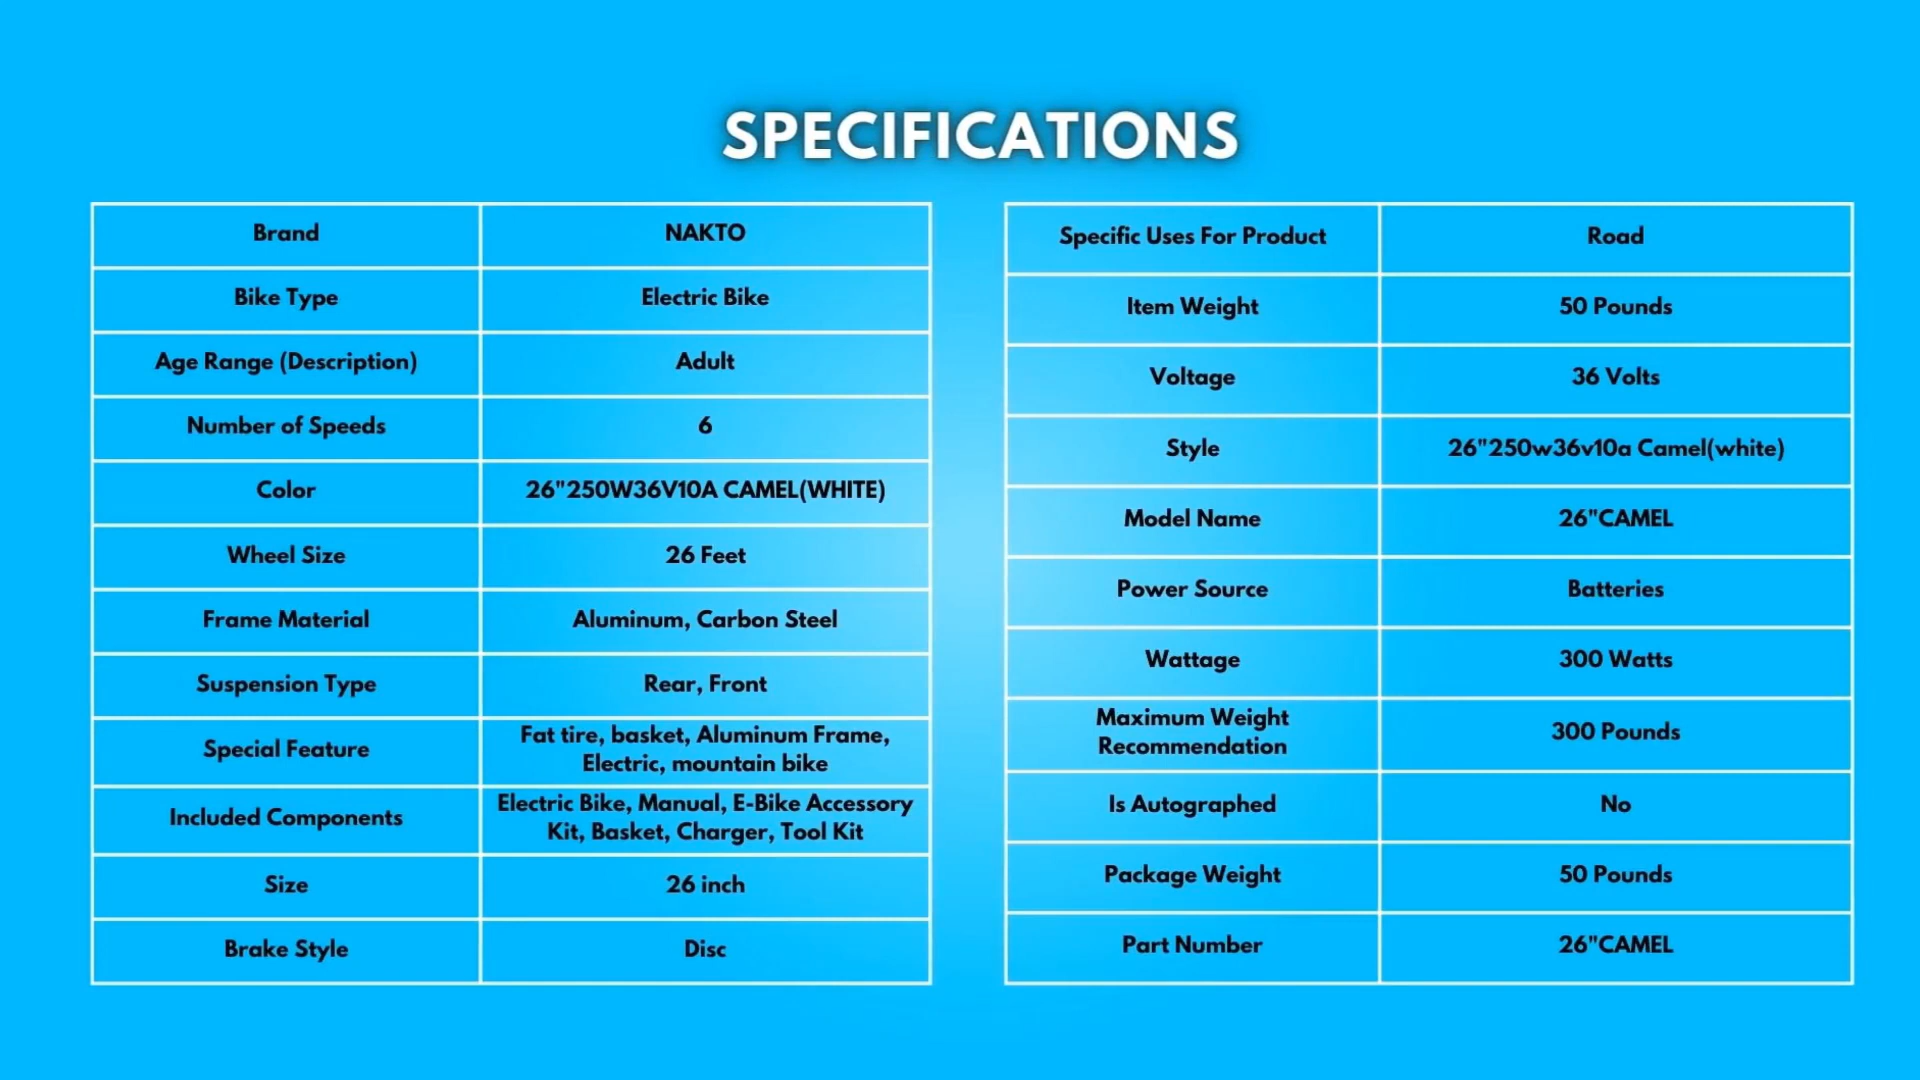 SPECIFICATIONS
Brand NAKTO
Bike Type Electric Bike
Age Range (Description) Adult
Number of Speeds 6
Color 26"250W36V10A CAMEL(WHITE)
Wheel Size 26 Feet
Frame Material Aluminum, Carbon Steel
Suspension Type Rear, Front
Special Feature Fat tire, basket, Aluminum Frame,
Electric, mountain bike
Included Components Electric Bike, Manual, E-Bike Accessory
Kit, Basket, Charger, Tool Kit
Size 26 inch
Brake Style Disc
Specific Uses For Product Road
Item Weight 50 Pounds
Voltage 36 Volts
Style 26"250w36v10a Camel(white)
Model Name 26"CAMEL
Power Source Batteries
Wattage 300 Watts
Maximum Weight
Recommendation 300 Pounds
Is Autographed No
Package Weight 50 Pounds
Part Number 26"CAMEL